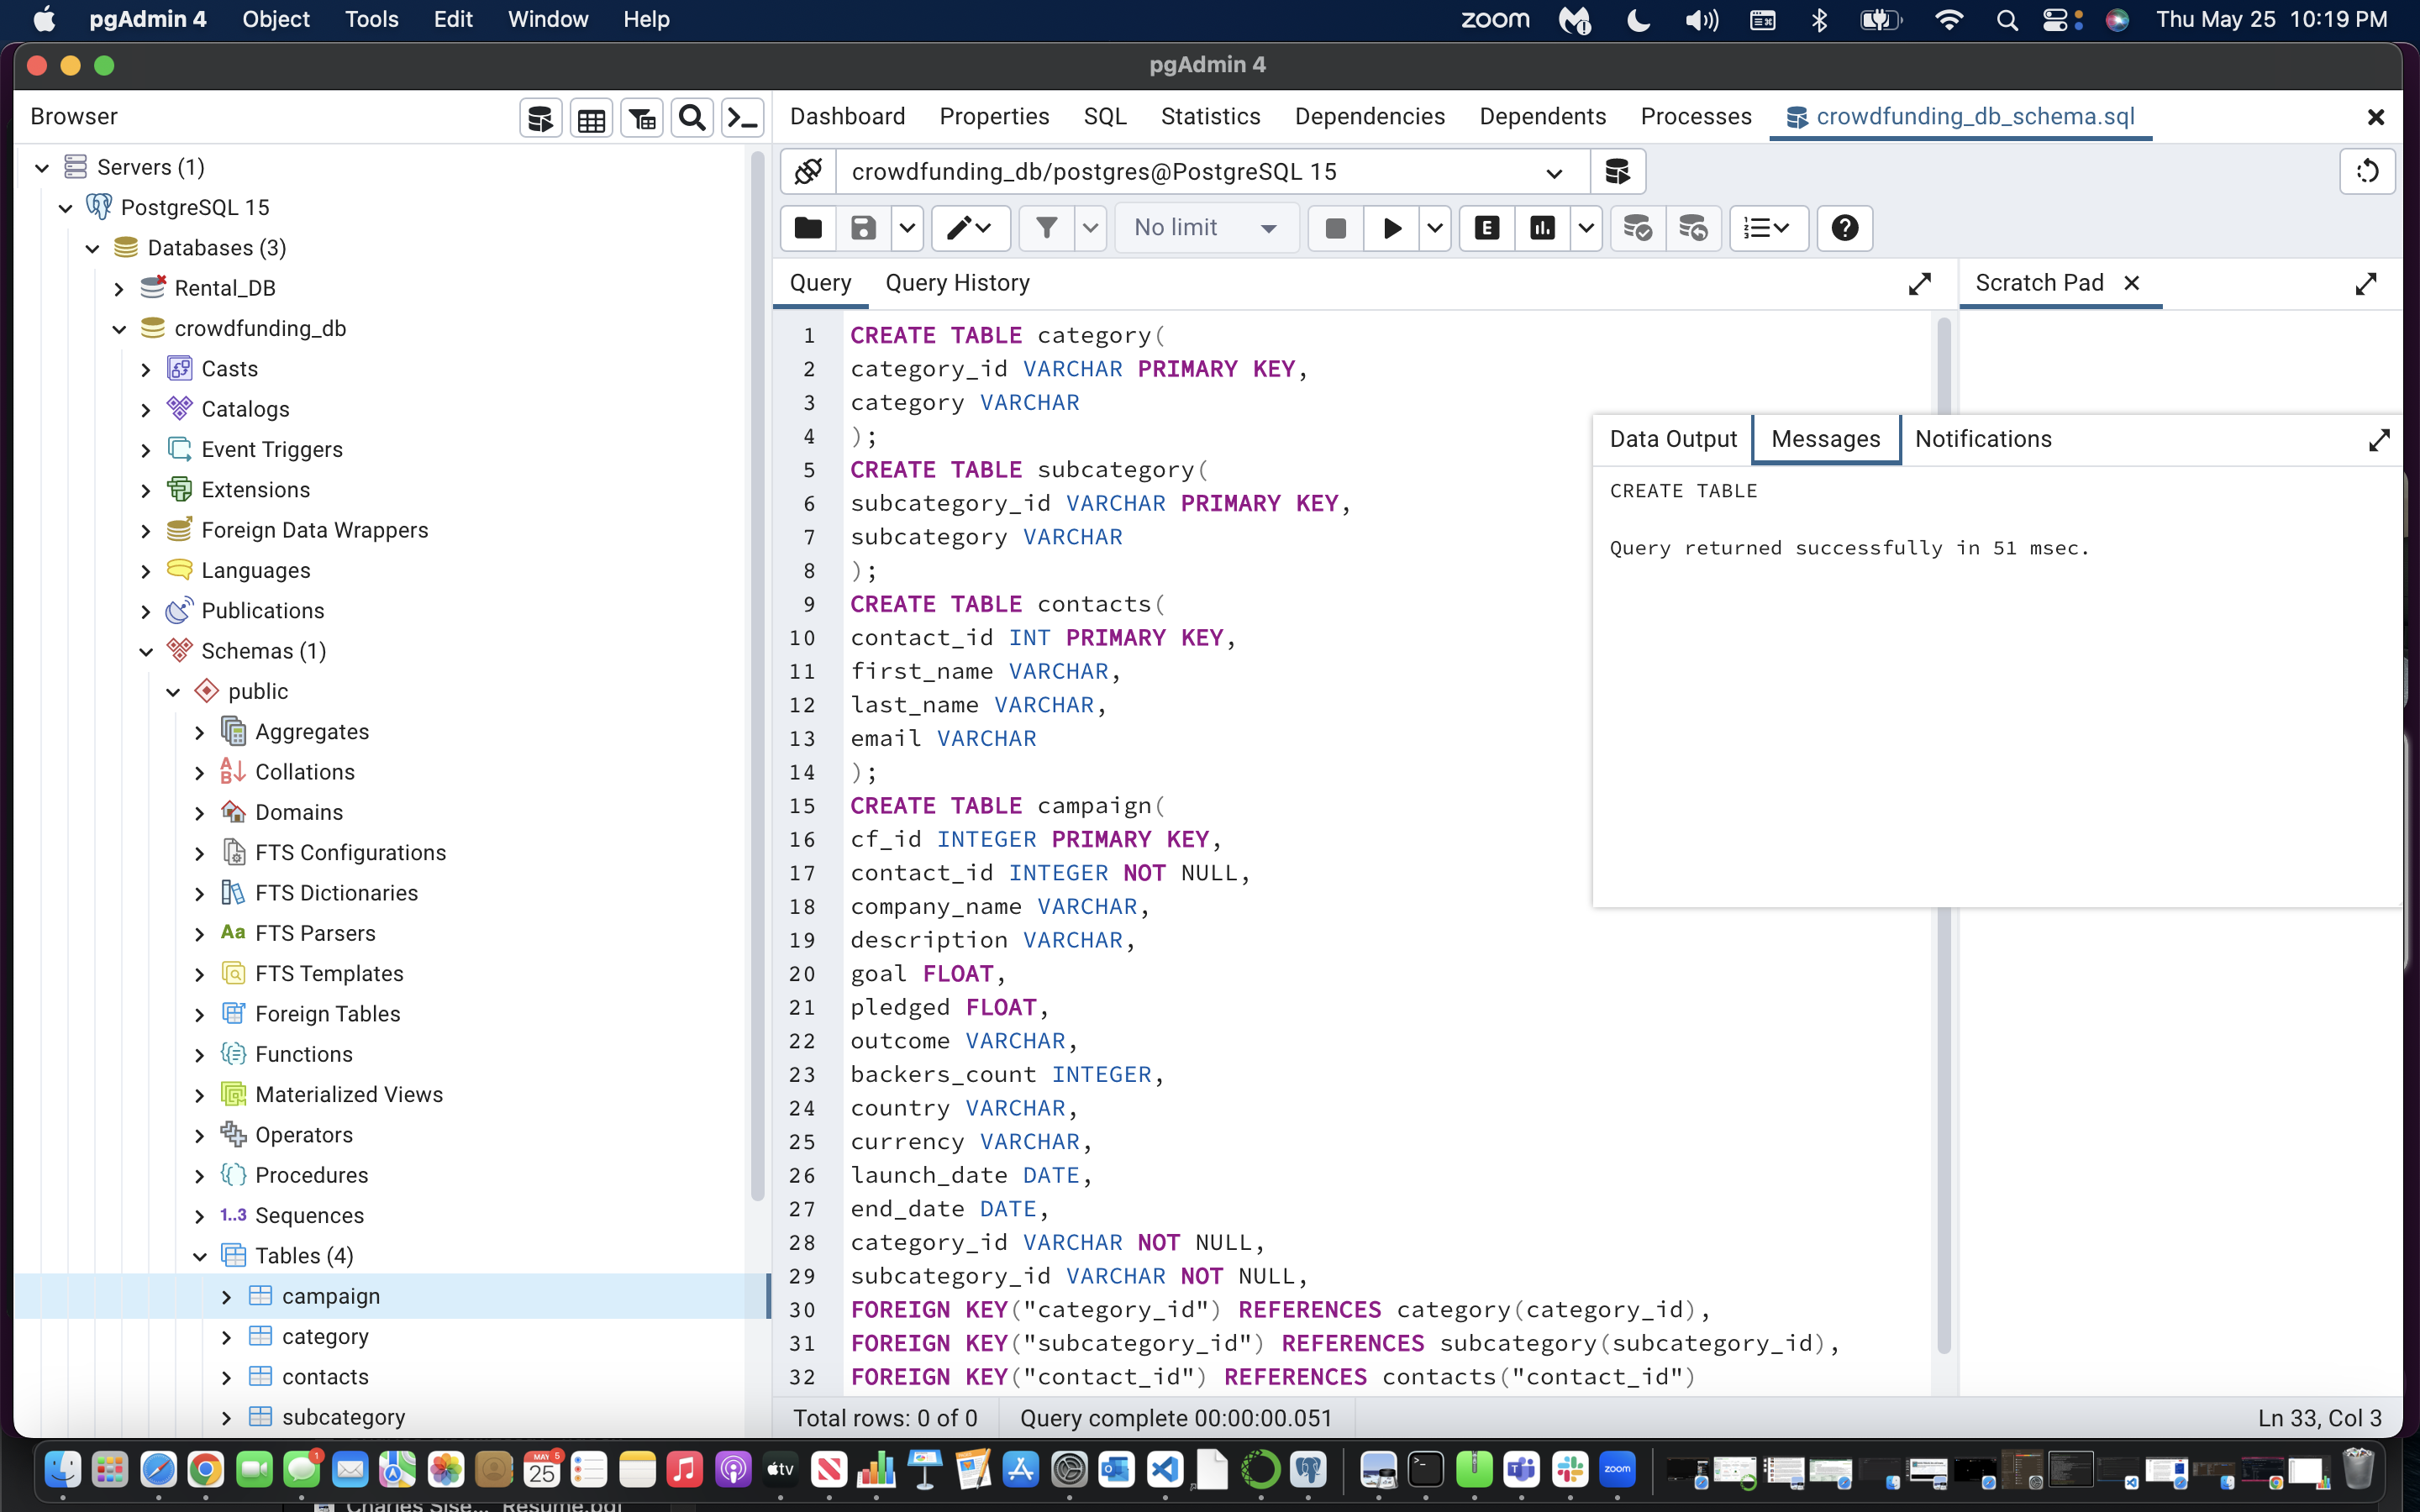 pgAdmin 4 Object Tools Edit Window Help zoom Thu May 25 10:19 PM
pgAdmin 4
Browser
Dashboard Properties SQL Statistics Dependencies Dependents Processes crowdfunding_db_schema.sql
Servers (1)
PostgreSQL 15
Databases (3)
Rental_DB
crowdfunding_db
Casts
Catalogs
Event Triggers
Extensions
Foreign Data Wrappers
Languages
Publications
Schemas (1)
public
Aggregates
Collations
Domains
FTS Configurations
FTS Dictionaries
Aa FTS Parsers
FTS Templates
Foreign Tables
Functions
Materialized Views
Operators
Procedures
1..3 Sequences
Tables (4)
campaign
category
contacts
subcategory
crowdfunding_db/postgres@PostgreSQL 15
No limit
E
Query Query History
Scratch Pad
1 CREATE TABLE category(
2 category_id VARCHAR PRIMARY KEY,
3 category VARCHAR
4 );
5 CREATE TABLE subcategory(
6 subcategory_id VARCHAR PRIMARY KEY,
7 subcategory VARCHAR
8 );
9 CREATE TABLE contacts(
10 contact_id INT PRIMARY KEY,
11 first_name VARCHAR,
12 last_name VARCHAR,
13 email VARCHAR
14 );
15 CREATE TABLE campaign(
16 cf_id INTEGER PRIMARY KEY,
17 contact_id INTEGER NOT NULL,
18 company_name VARCHAR,
19 description VARCHAR,
20 goal FLOAT,
21 pledged FLOAT,
22 outcome VARCHAR,
23 backers_count INTEGER,
24 country VARCHAR,
25 currency VARCHAR,
26 launch_date DATE,
27 end_date DATE,
28 category_id VARCHAR NOT NULL,
29 subcategory_id VARCHAR NOT NULL,
30 FOREIGN KEY("category_id") REFERENCES category(category_id),
31 FOREIGN KEY("subcategory_id") REFERENCES subcategory(subcategory_id),
32 FOREIGN KEY("contact_id") REFERENCES contacts("contact_id")
Data Output Messages Notifications
CREATE TABLE
Query returned successfully in 51 msec.
Total rows: 0 of 0 Query complete 00:00:00.051 Ln 33, Col 3
1
MAY 5
25
tv
zoom